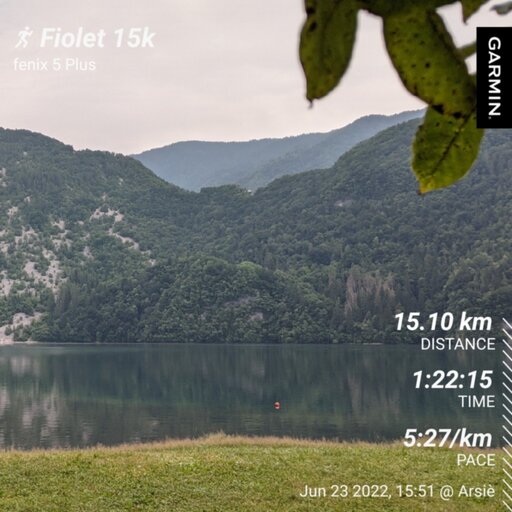 Fiolet 15k
fenix 5 Plus
GARMIN
15.10 km
DISTANCE
1:22:15
TIME
5:27/km
PACE
Jun 23 2022, 15:51 @ Arsiè